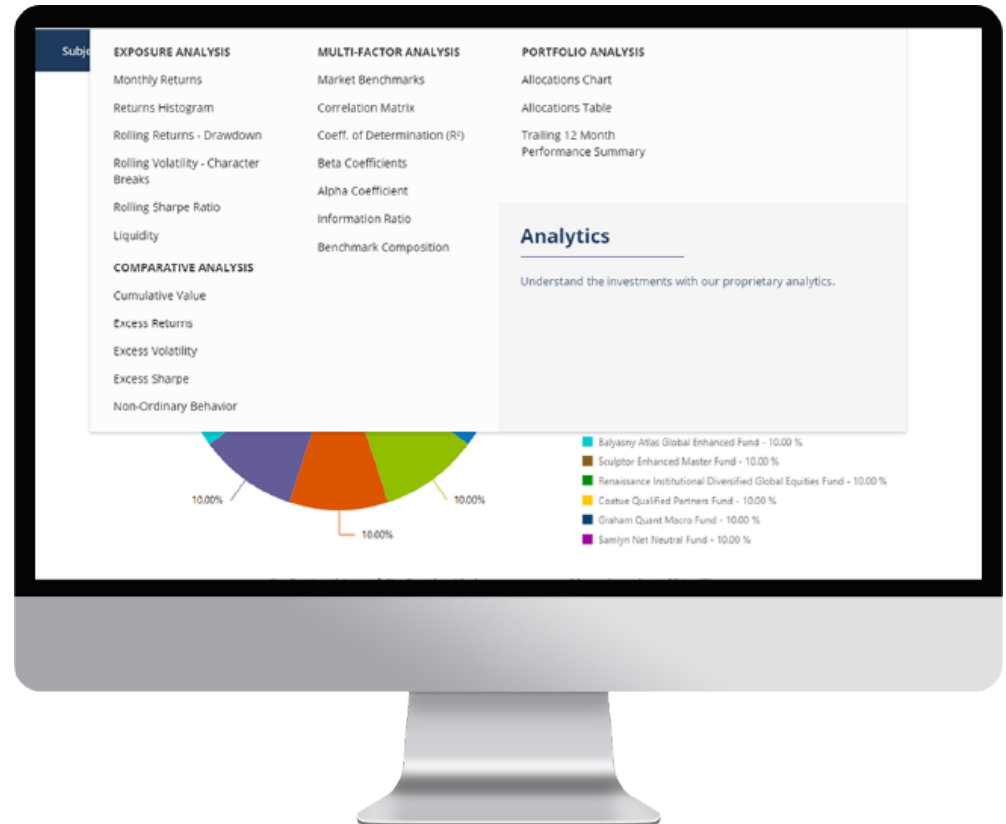 Subje
EXPOSURE ANALYSIS
Monthly Returns
Returns Histogram
Rolling Returns - Drawdown
Rolling Volatility - Character
Breaks
Rolling Sharpe Ratio
Liquidity
COMPARATIVE ANALYSIS
Cumulative Value
Excess Returns
Excess Volatility
Excess Sharpe
Non-Ordinary Behavior
MULTI-FACTOR ANALYSIS
Market Benchmarks
Correlation Matrix
Coeff. of Determination (R²)
Beta Coefficients
Alpha Coefficient
Information Ratio
Benchmark Composition
PORTFOLIO ANALYSIS
Allocations Chart
Allocations Table
Trailing 12 Month
Performance Summary
Analytics
Understand the investments with our proprietary analytics.
10.00%
10.00%
10.00%
Balyasny Atlas Global Enhanced Fund - 10.00 %
Sculptor Enhanced Master Fund - 10.00 %
Renaissance Institutional Diversified Global Equities Fund - 10.00 %
Coatue Qualified Partners Fund - 10.00 %
Graham Quant Macro Fund - 10.00 %
Samlyn Net Neutral Fund - 10.00 %